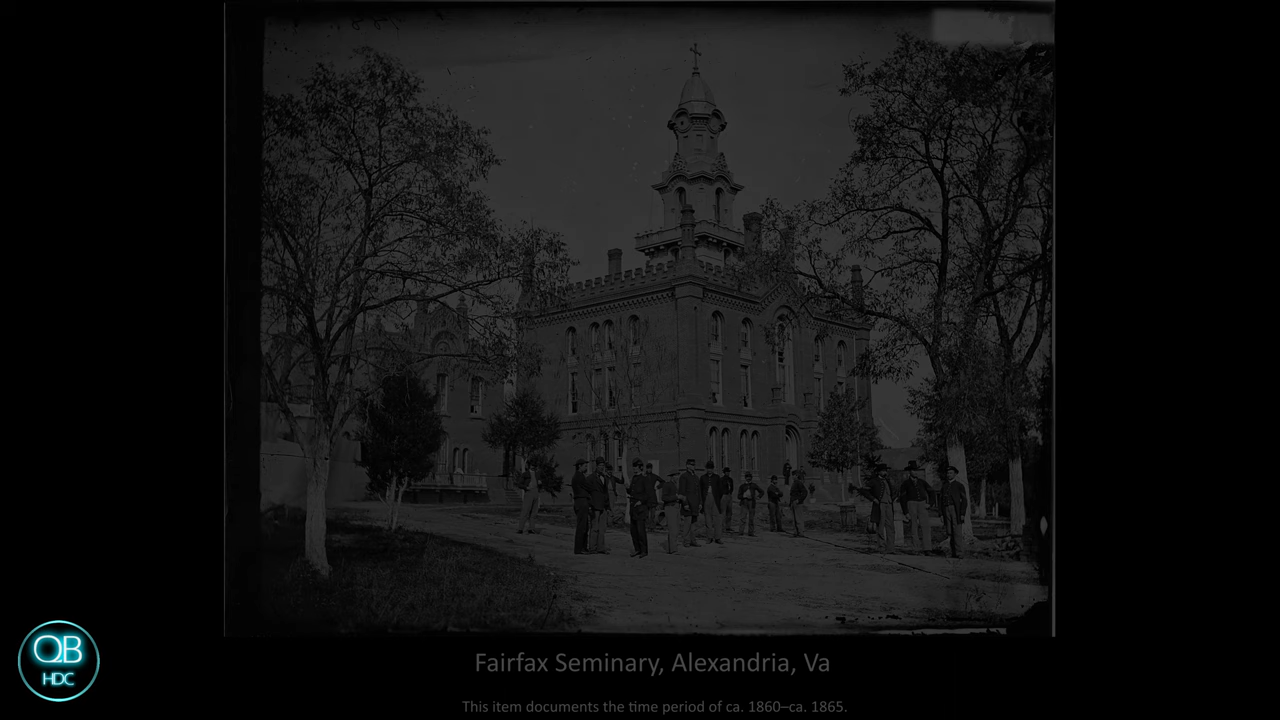 Fairfax Seminary, Alexandria, Va
This item documents the time period of ca. 1860–ca. 1865.
QB
HDC